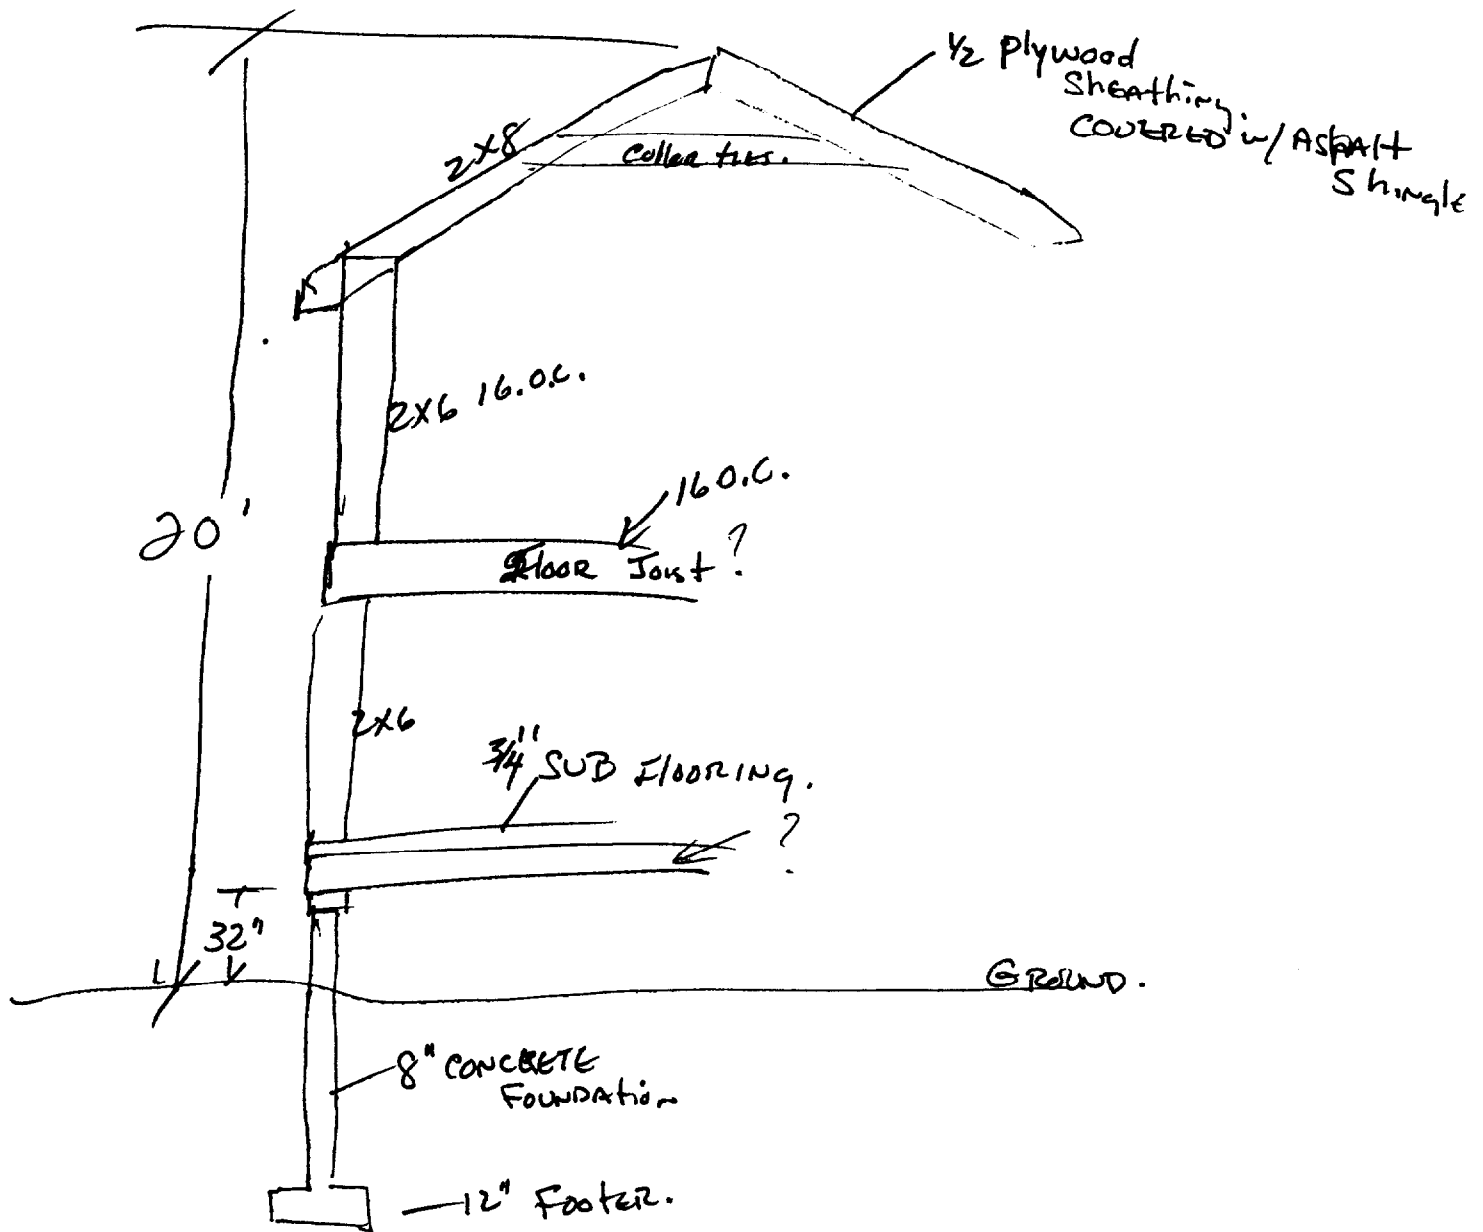 1/2 Plywood
Sheathing
COVERED w/ ASPAlt
Shingle
2x8
Collar ties.
2x6 16.O.C.
16 O.C.
20'
Floor Joist ?
2x6
3/4" SUB FlooRING.
?
32"
GROUND.
8" CONCRETE
Foundation
12" Footer.